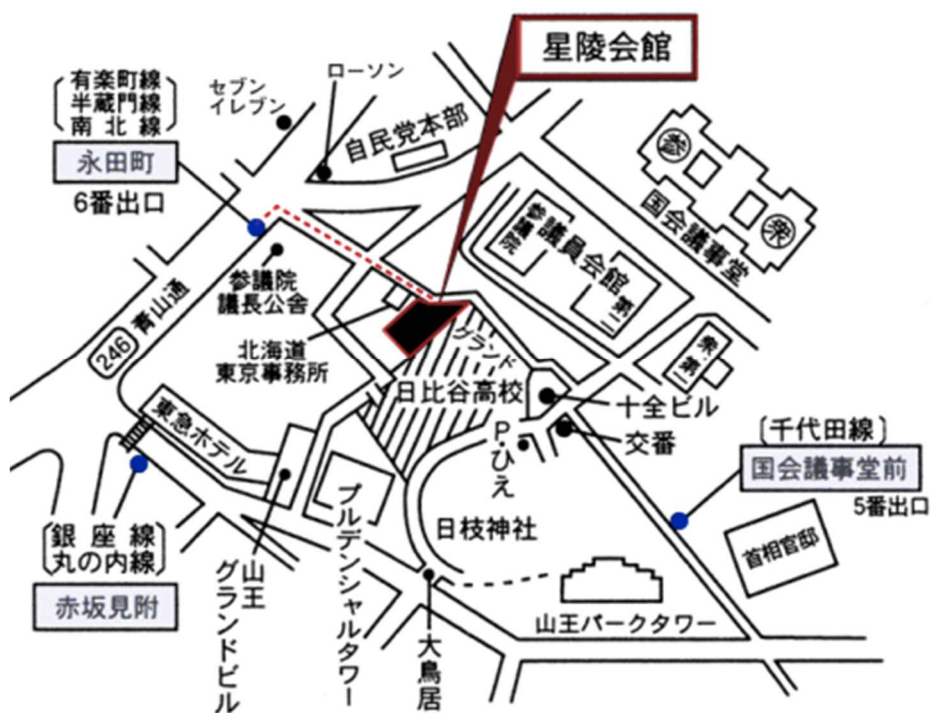 星陵会館
有楽町線
半蔵門線
南北線
永田町
6番出口
セブン
イレブン
ローソン
自民党本部
参
衆
国会議事堂
参議院
議員会館
第二
衆・第一
参議院
議長公舎
青山通
246
北海道
東京事務所
グランド
日比谷高校
十全ビル
交番
P・ひえ
千代田線
国会議事堂前
5番出口
東急ホテル
日枝神社
首相官邸
銀座線
丸の内線
赤坂見附
山王
グランドビル
プルデンシャルタワー
大鳥居
山王パークタワー